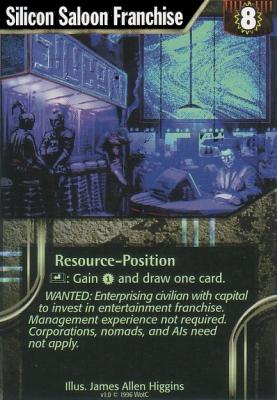 Silicon Saloon Franchise
8
Resource-Position
: Gain 1 and draw one card.
WANTED: Enterprising civilian with capital
to invest in entertainment franchise.
Management experience not required.
Corporations, nomads, and AIs need
not apply.
Illus. James Allen Higgins
v1.0 © 1996 WotC